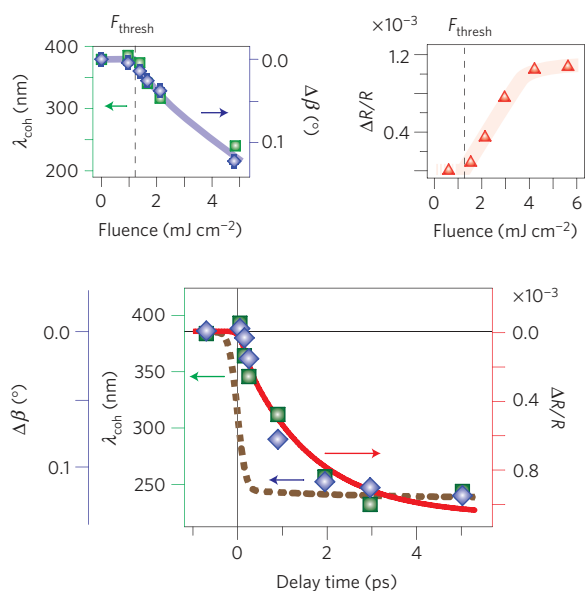 F_thresh
400
300
200
λ_coh (nm)
0.0
0.1
Δβ (°)
0 2 4
Fluence (mJ cm⁻²)
×10⁻³
F_thresh
1.2
0.4
ΔR/R
0 2 4 6
Fluence (mJ cm⁻²)
×10⁻³
0.0
0.1
Δβ (°)
400
350
300
250
λ_coh (nm)
0.0
0.4
0.8
ΔR/R
0 2 4
Delay time (ps)